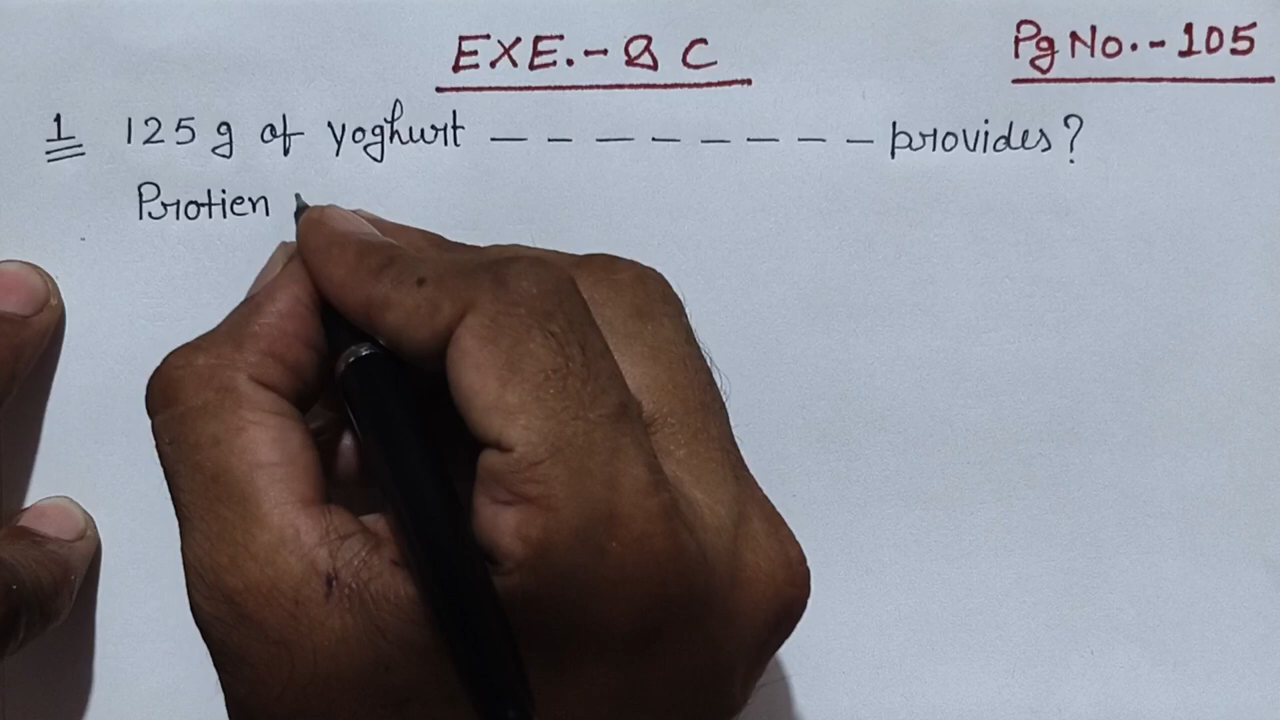 EXE.-8 C
Pg No.-105
1 125 g of yoghurt - - - - - - - - provides?
Protien